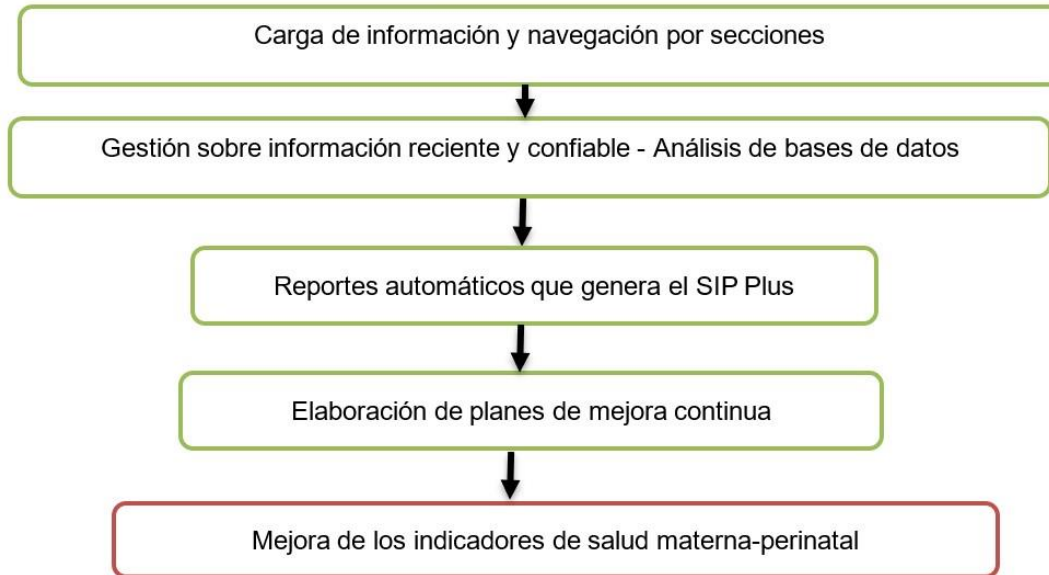 Carga de información y navegación por secciones
Gestión sobre información reciente y confiable - Análisis de bases de datos
Reportes automáticos que genera el SIP Plus
Elaboración de planes de mejora continua
Mejora de los indicadores de salud materna-perinatal